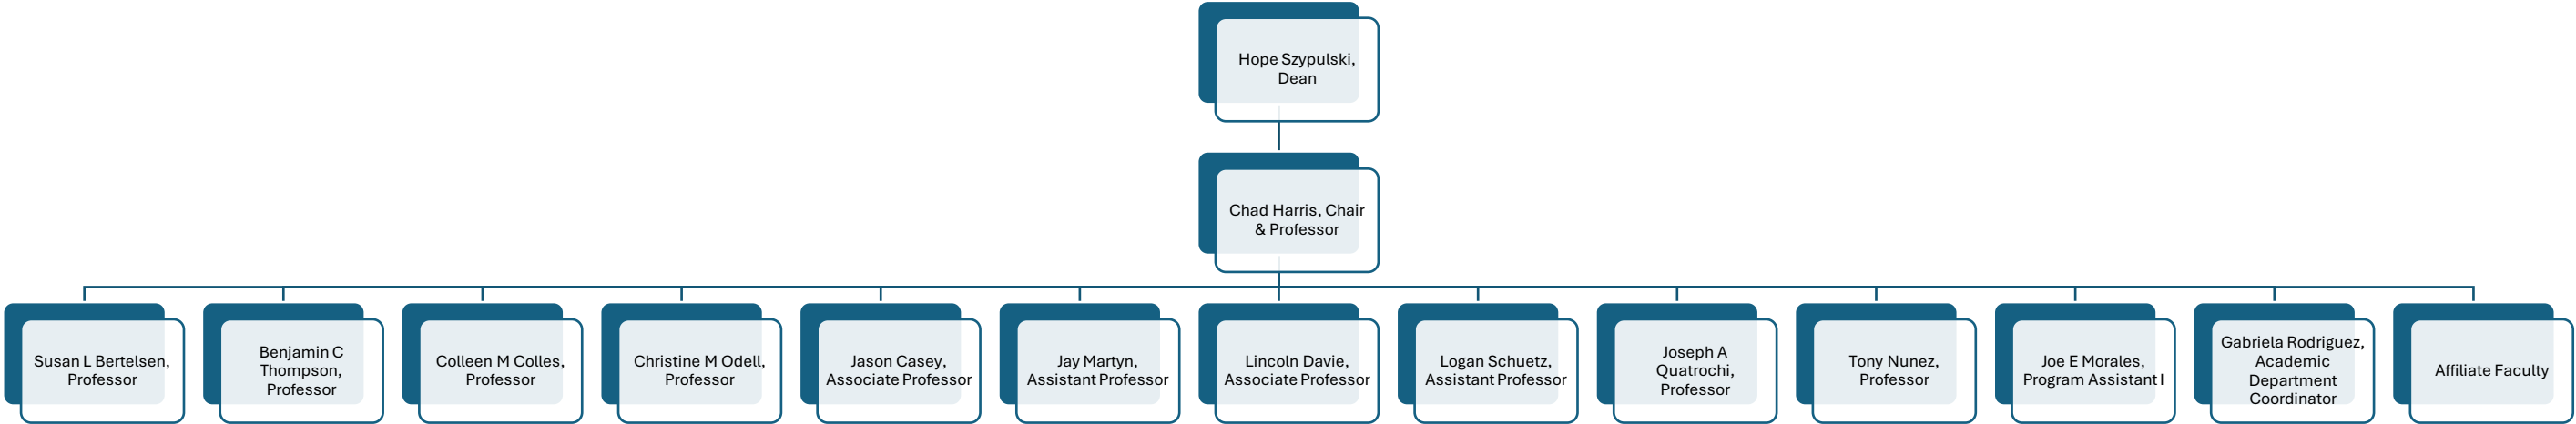 Hope Szypulski,
Dean
Chad Harris, Chair
& Professor
Susan L Bertelsen,
Professor
Benjamin C
Thompson,
Professor
Colleen M Colles,
Professor
Christine M Odell,
Professor
Jason Casey,
Associate Professor
Jay Martyn,
Assistant Professor
Lincoln Davie,
Associate Professor
Logan Schuetz,
Assistant Professor
Joseph A
Quatrochi,
Professor
Tony Nunez,
Professor
Joe E Morales,
Program Assistant I
Gabriela Rodriguez,
Academic
Department
Coordinator
Affiliate Faculty